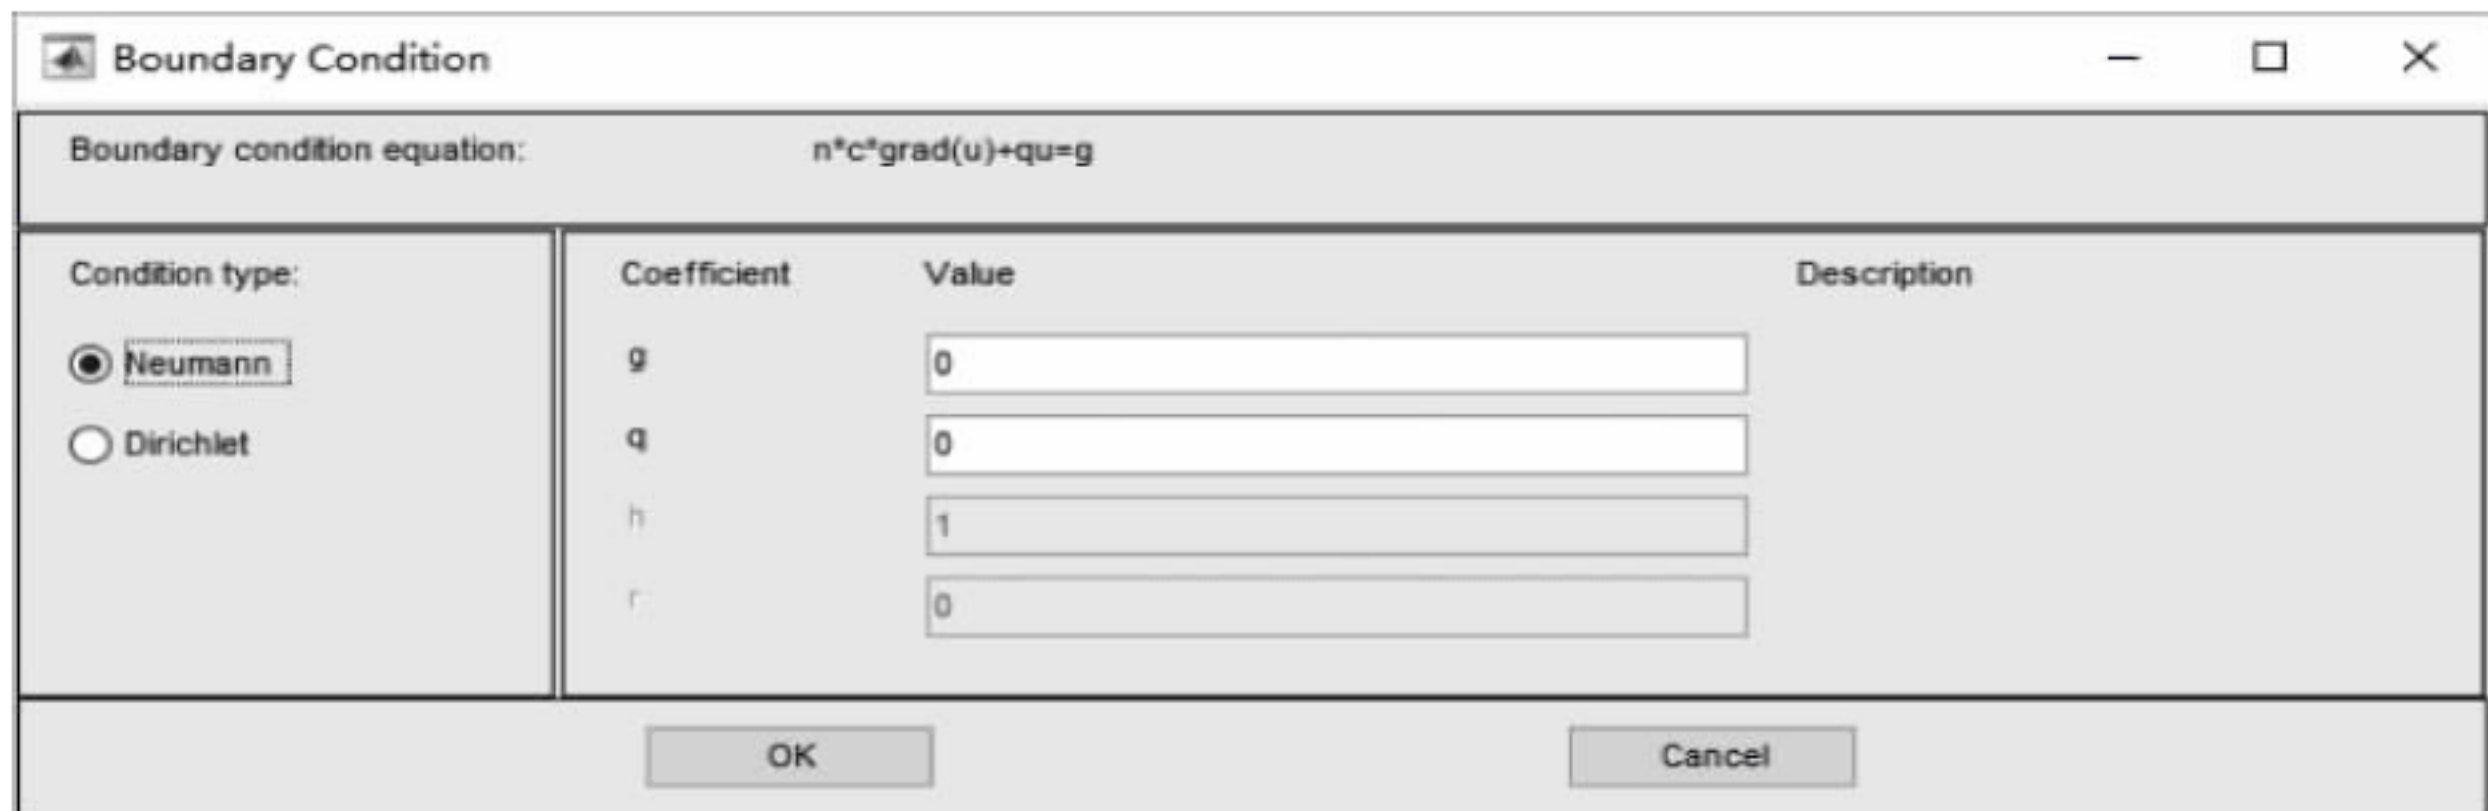 Boundary Condition
Boundary condition equation: n*c*grad(u)+qu=g
Condition type:
Neumann
Dirichlet
Coefficient Value Description
g 0
q 0
h 1
r 0
OK Cancel